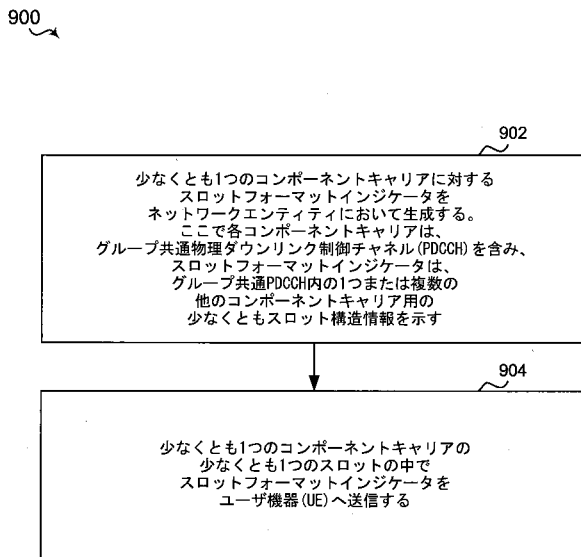 900
902
少なくとも1つのコンポーネントキャリアに対する
スロットフォーマットインジケータを
ネットワークエンティティにおいて生成する。
ここで各コンポーネントキャリアは、
グループ共通物理ダウンリンク制御チャネル(PDCCH)を含み、
スロットフォーマットインジケータは、
グループ共通PDCCH内の1つまたは複数の
他のコンポーネントキャリア用の
少なくともスロット構造情報を示す
904
少なくとも1つのコンポーネントキャリアの
少なくとも1つのスロットの中で
スロットフォーマットインジケータを
ユーザ機器(UE)へ送信する